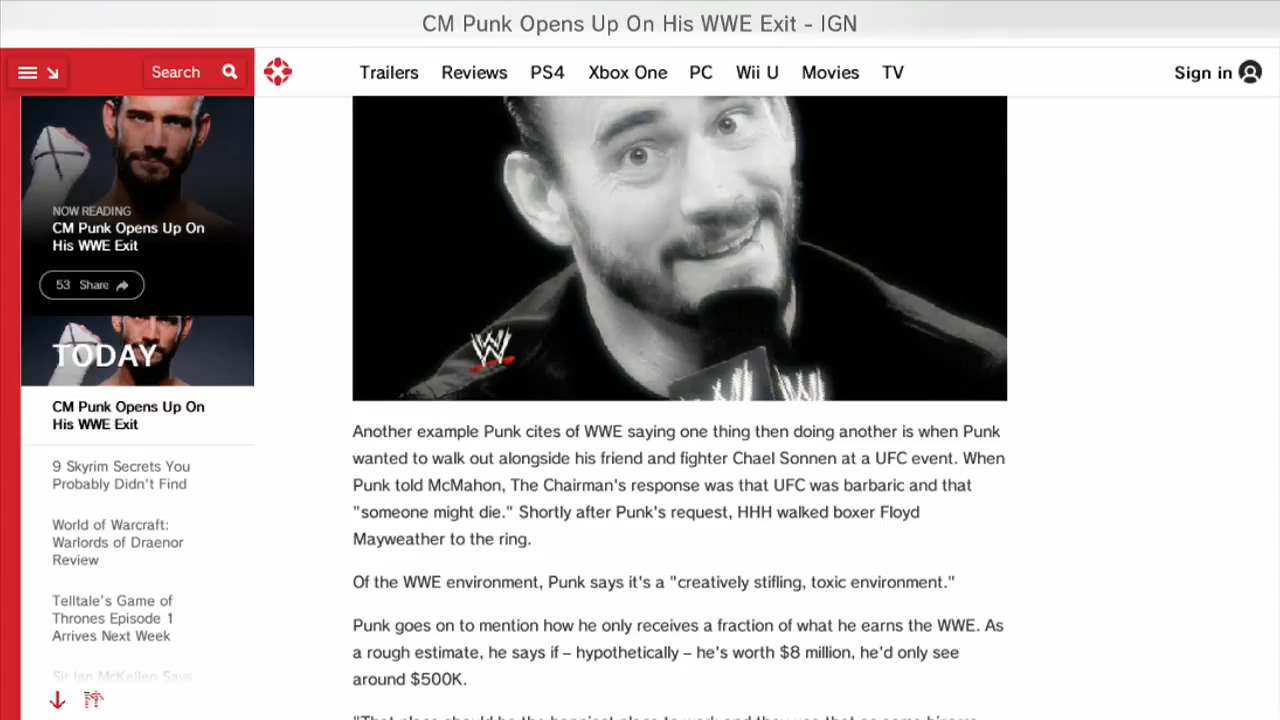 CM Punk Opens Up On His WWE Exit - IGN
Search
Trailers
Reviews
PS4
Xbox One
PC
Wii U
Movies
TV
Sign in
NOW READING
CM Punk Opens Up On
His WWE Exit
53 Share
TODAY
CM Punk Opens Up On
His WWE Exit
9 Skyrim Secrets You
Probably Didn't Find
World of Warcraft:
Warlords of Draenor
Review
Telltale's Game of
Thrones Episode 1
Arrives Next Week
Sir Ian McKellen Says
W
Another example Punk cites of WWE saying one thing then doing another is when Punk
wanted to walk out alongside his friend and fighter Chael Sonnen at a UFC event. When
Punk told McMahon, The Chairman's response was that UFC was barbaric and that
"someone might die." Shortly after Punk's request, HHH walked boxer Floyd
Mayweather to the ring.
Of the WWE environment, Punk says it's a "creatively stifling, toxic environment."
Punk goes on to mention how he only receives a fraction of what he earns the WWE. As
a rough estimate, he says if – hypothetically – he's worth $8 million, he'd only see
around $500K.